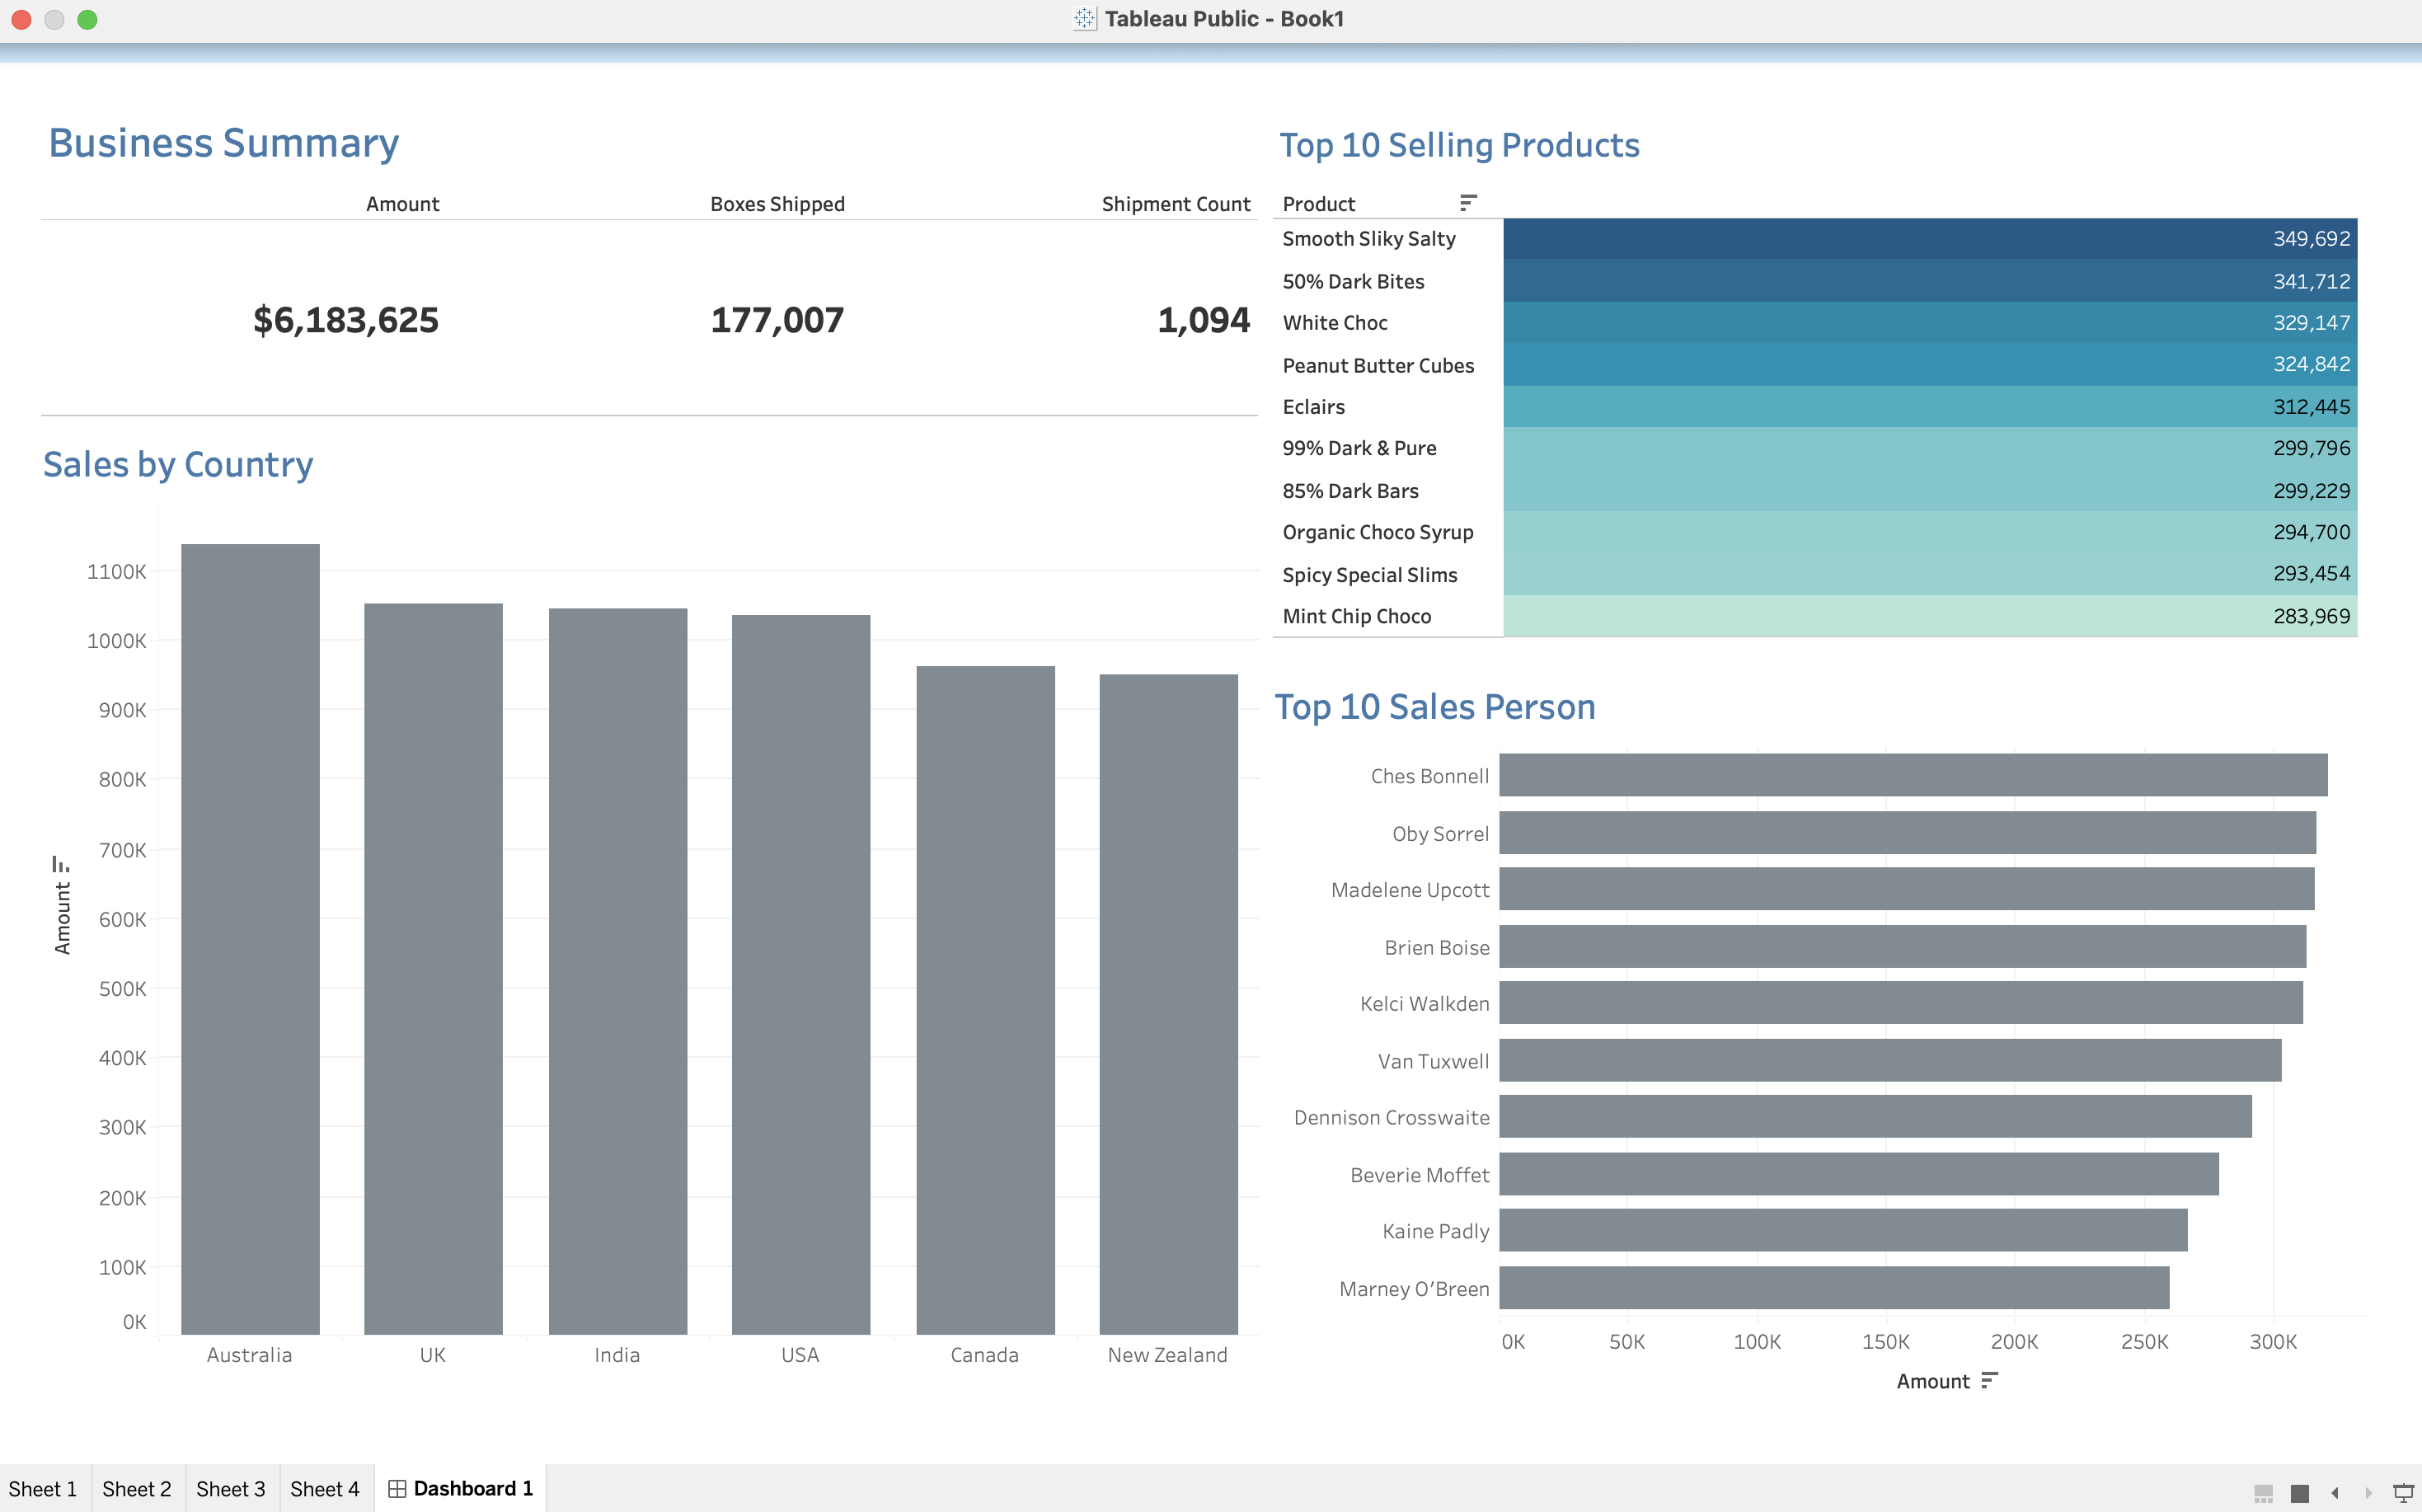 Tableau Public - Book1
Business Summary
Amount Boxes Shipped Shipment Count
$6,183,625 177,007 1,094
Sales by Country
Amount
1100K
1000K
900K
800K
700K
600K
500K
400K
300K
200K
100K
0K
Australia UK India USA Canada New Zealand
Top 10 Selling Products
Product
Smooth Sliky Salty 349,692
50% Dark Bites 341,712
White Choc 329,147
Peanut Butter Cubes 324,842
Eclairs 312,445
99% Dark & Pure 299,796
85% Dark Bars 299,229
Organic Choco Syrup 294,700
Spicy Special Slims 293,454
Mint Chip Choco 283,969
Top 10 Sales Person
Ches Bonnell
Oby Sorrel
Madelene Upcott
Brien Boise
Kelci Walkden
Van Tuxwell
Dennison Crosswaite
Beverie Moffet
Kaine Padly
Marney O’Breen
0K 50K 100K 150K 200K 250K 300K
Amount
Sheet 1 Sheet 2 Sheet 3 Sheet 4 Dashboard 1